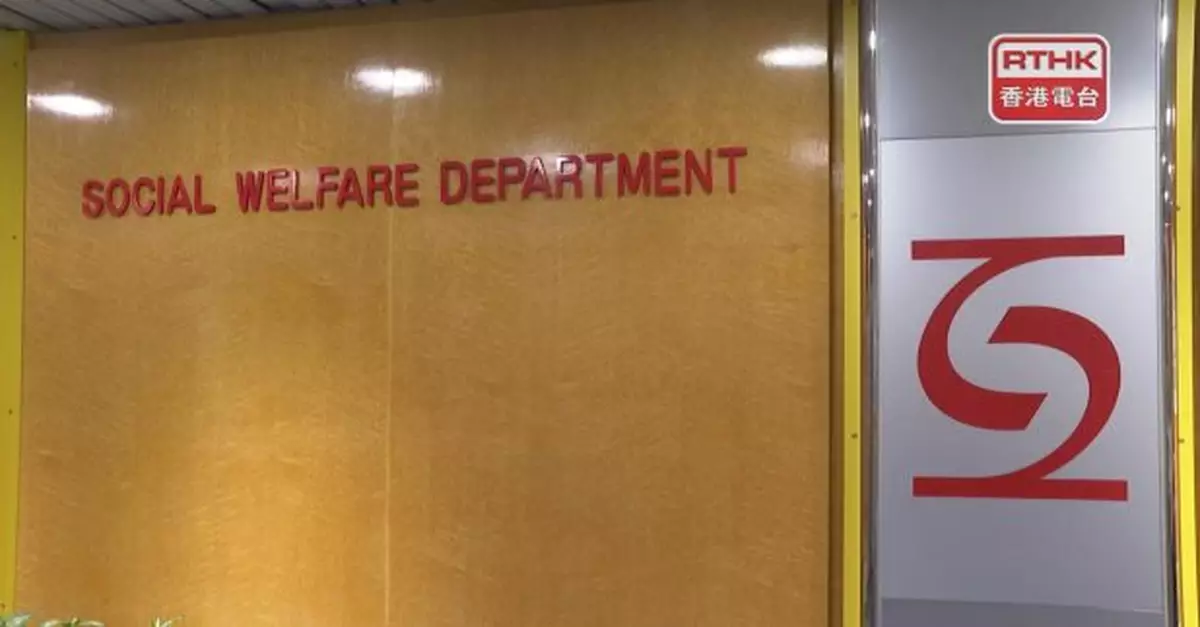 SOCIAL WELFARE DEPARTMENT
RTHK
香港電台